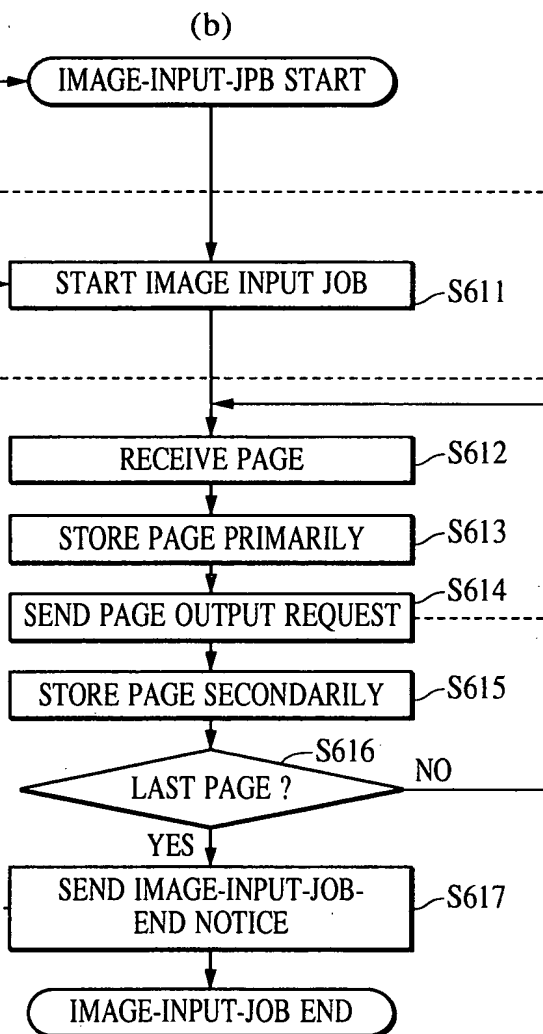 (b)
IMAGE-INPUT-JPB START
START IMAGE INPUT JOB
S611
RECEIVE PAGE
S612
STORE PAGE PRIMARILY
S613
SEND PAGE OUTPUT REQUEST
S614
STORE PAGE SECONDARILY
S615
S616
LAST PAGE ?
NO
YES
SEND IMAGE-INPUT-JOB-
END NOTICE
S617
IMAGE-INPUT-JOB END